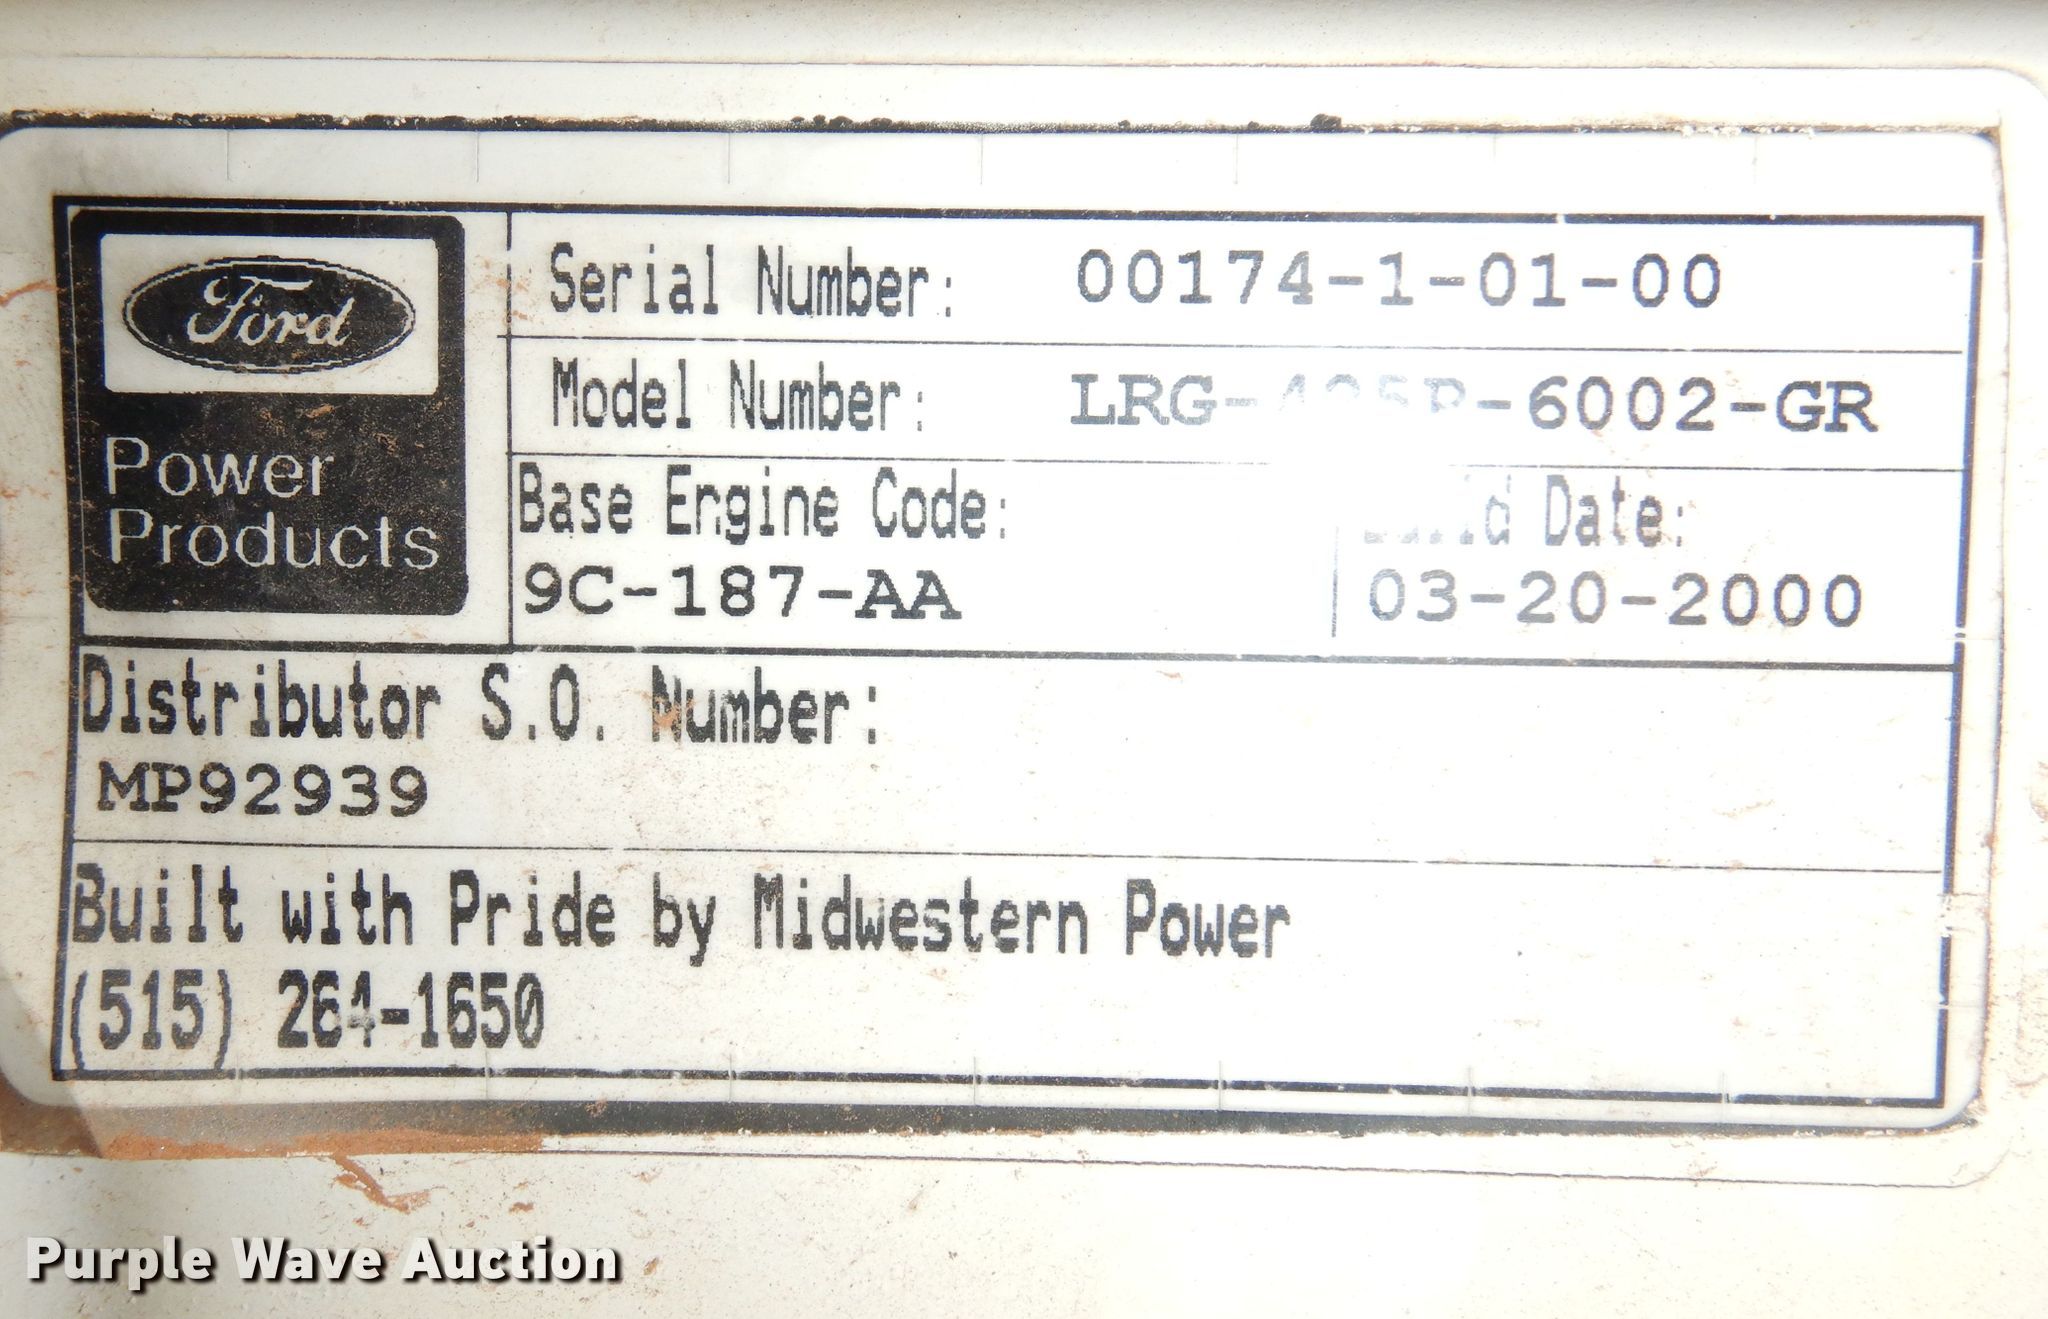 Ford
Power
Products
Serial Number: 00174-1-01-00
Model Number:
Base Engine Code:
9C-187-AA
Build Date:
03-20-2000
Distributor S.O. Number:
MP92939
Built with Pride by Midwestern Power
(515) 264-1650
Purple Wave Auction